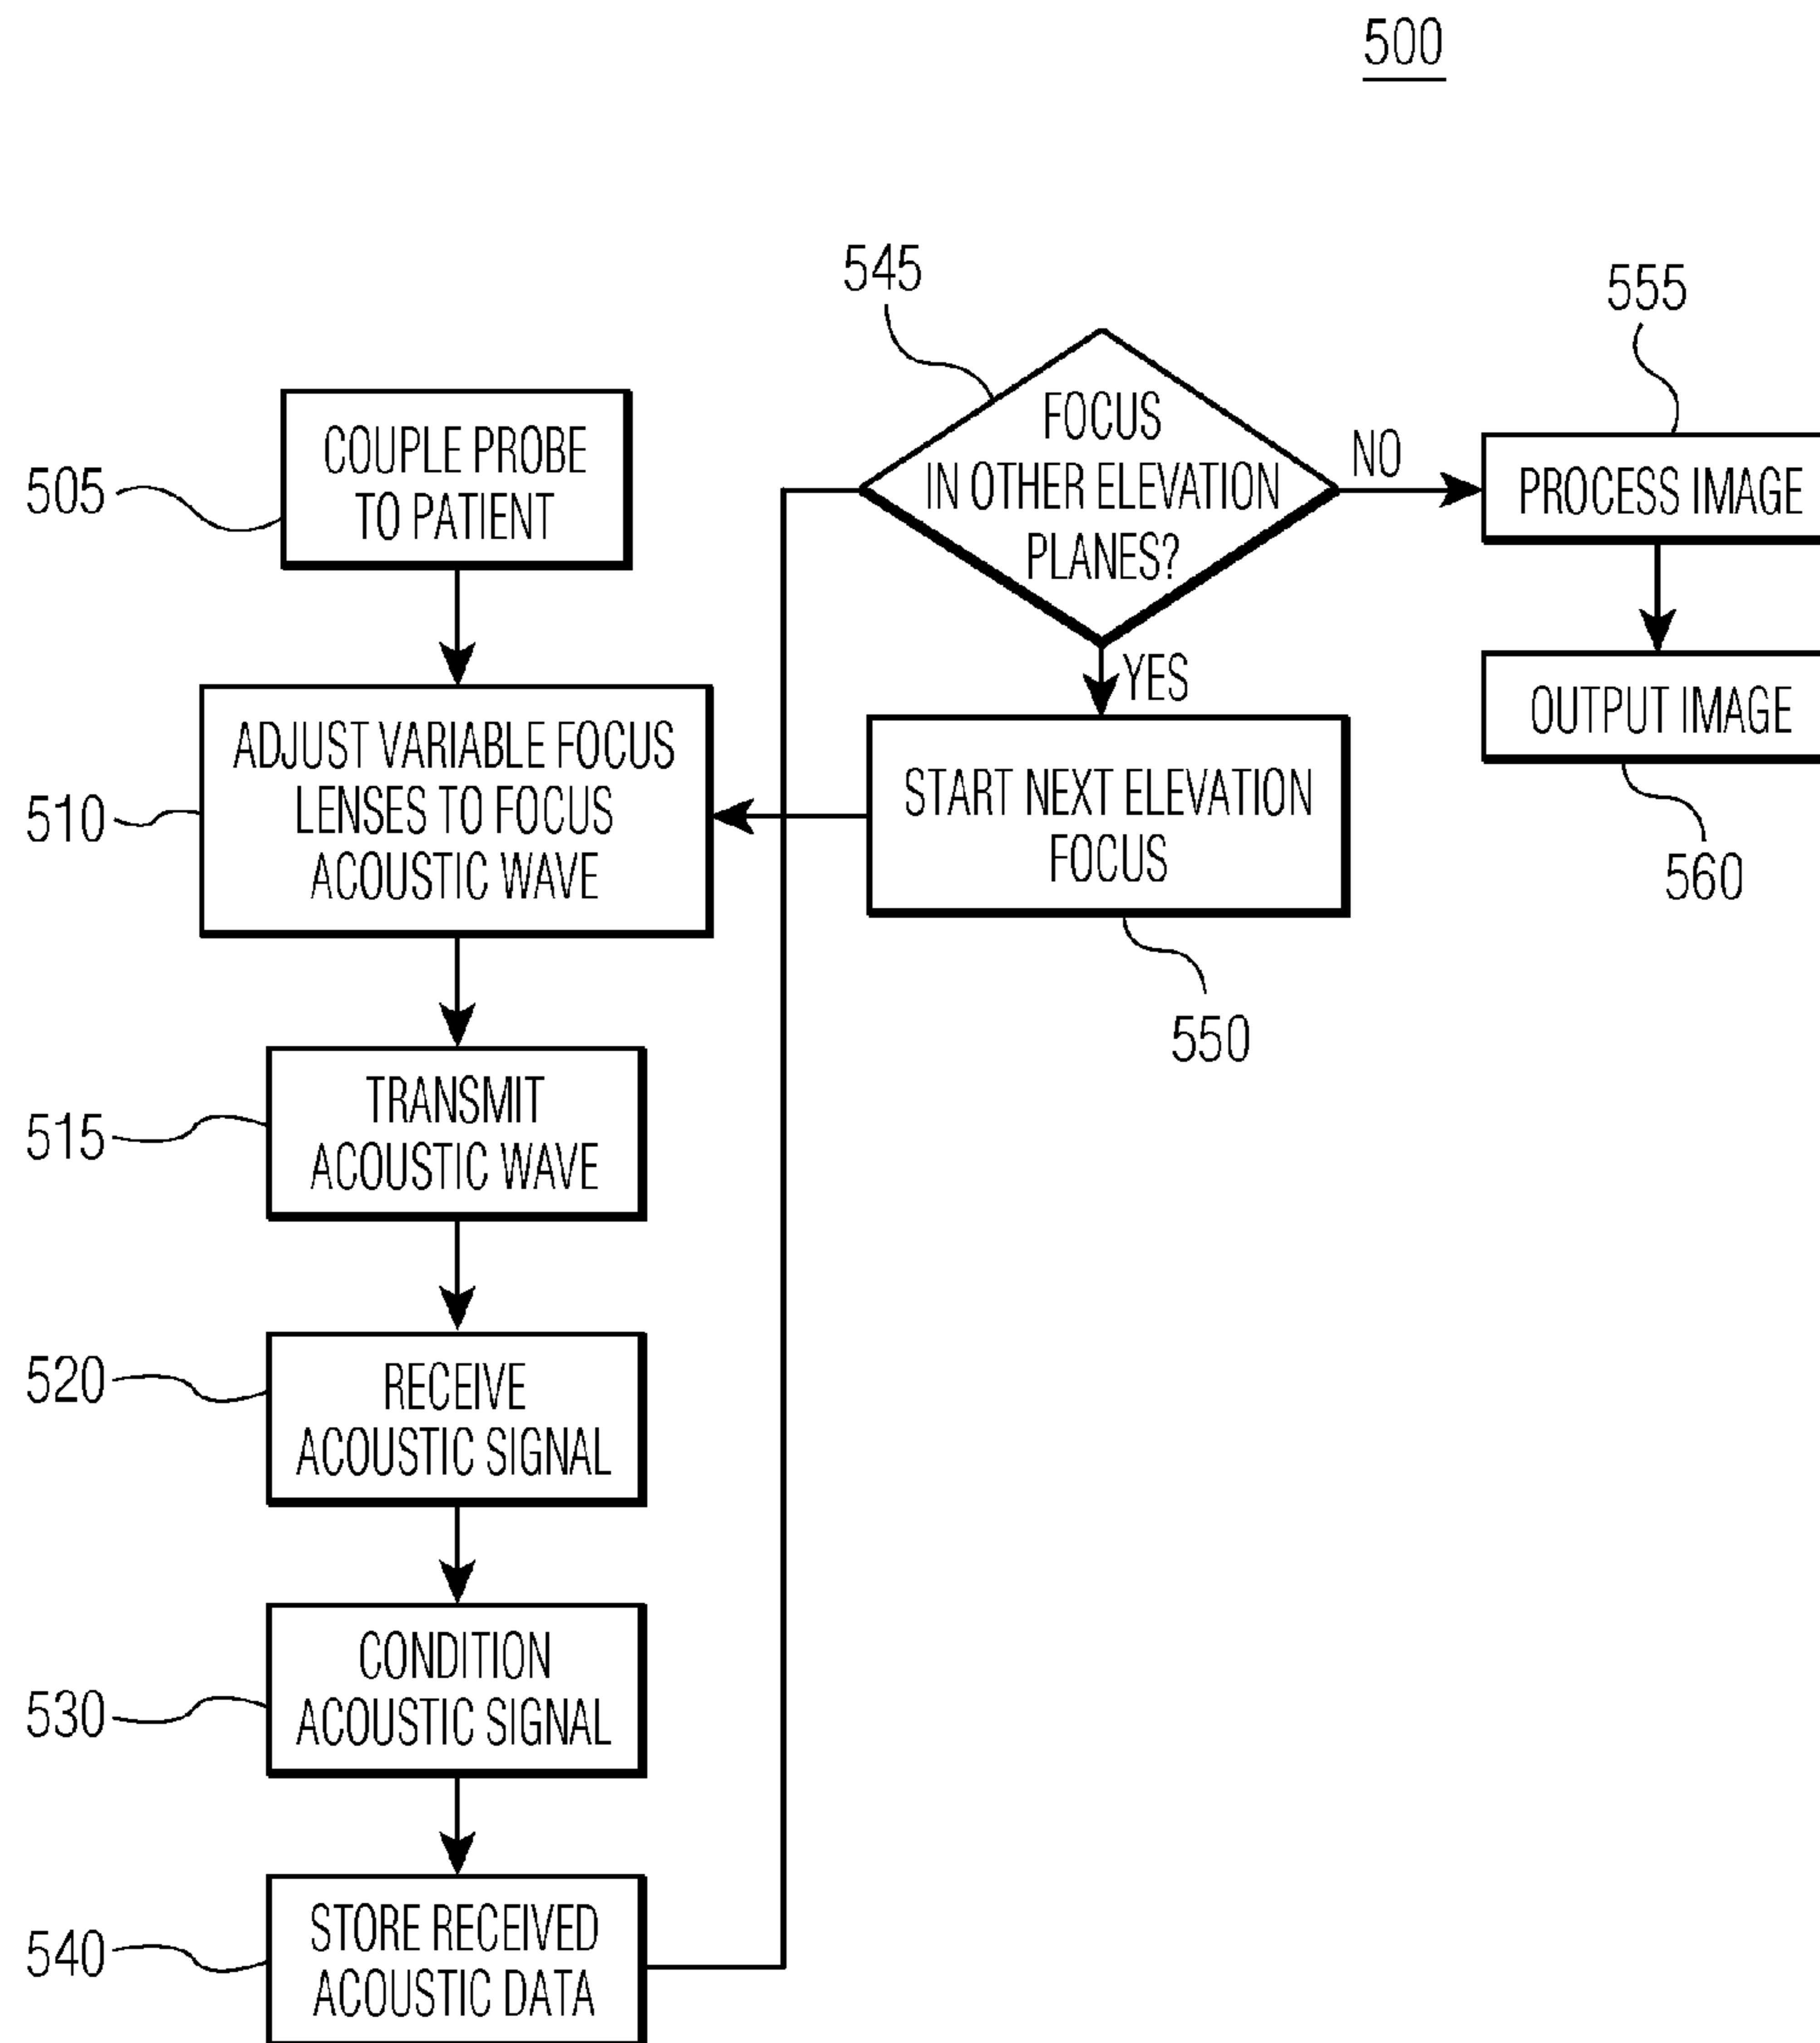 500
505
COUPLE PROBE
TO PATIENT
510
ADJUST VARIABLE FOCUS
LENSES TO FOCUS
ACOUSTIC WAVE
515
TRANSMIT
ACOUSTIC WAVE
520
RECEIVE
ACOUSTIC SIGNAL
530
CONDITION
ACOUSTIC SIGNAL
540
STORE RECEIVED
ACOUSTIC DATA
545
FOCUS
IN OTHER ELEVATION
PLANES?
NO
YES
START NEXT ELEVATION
FOCUS
550
555
PROCESS IMAGE
OUTPUT IMAGE
560